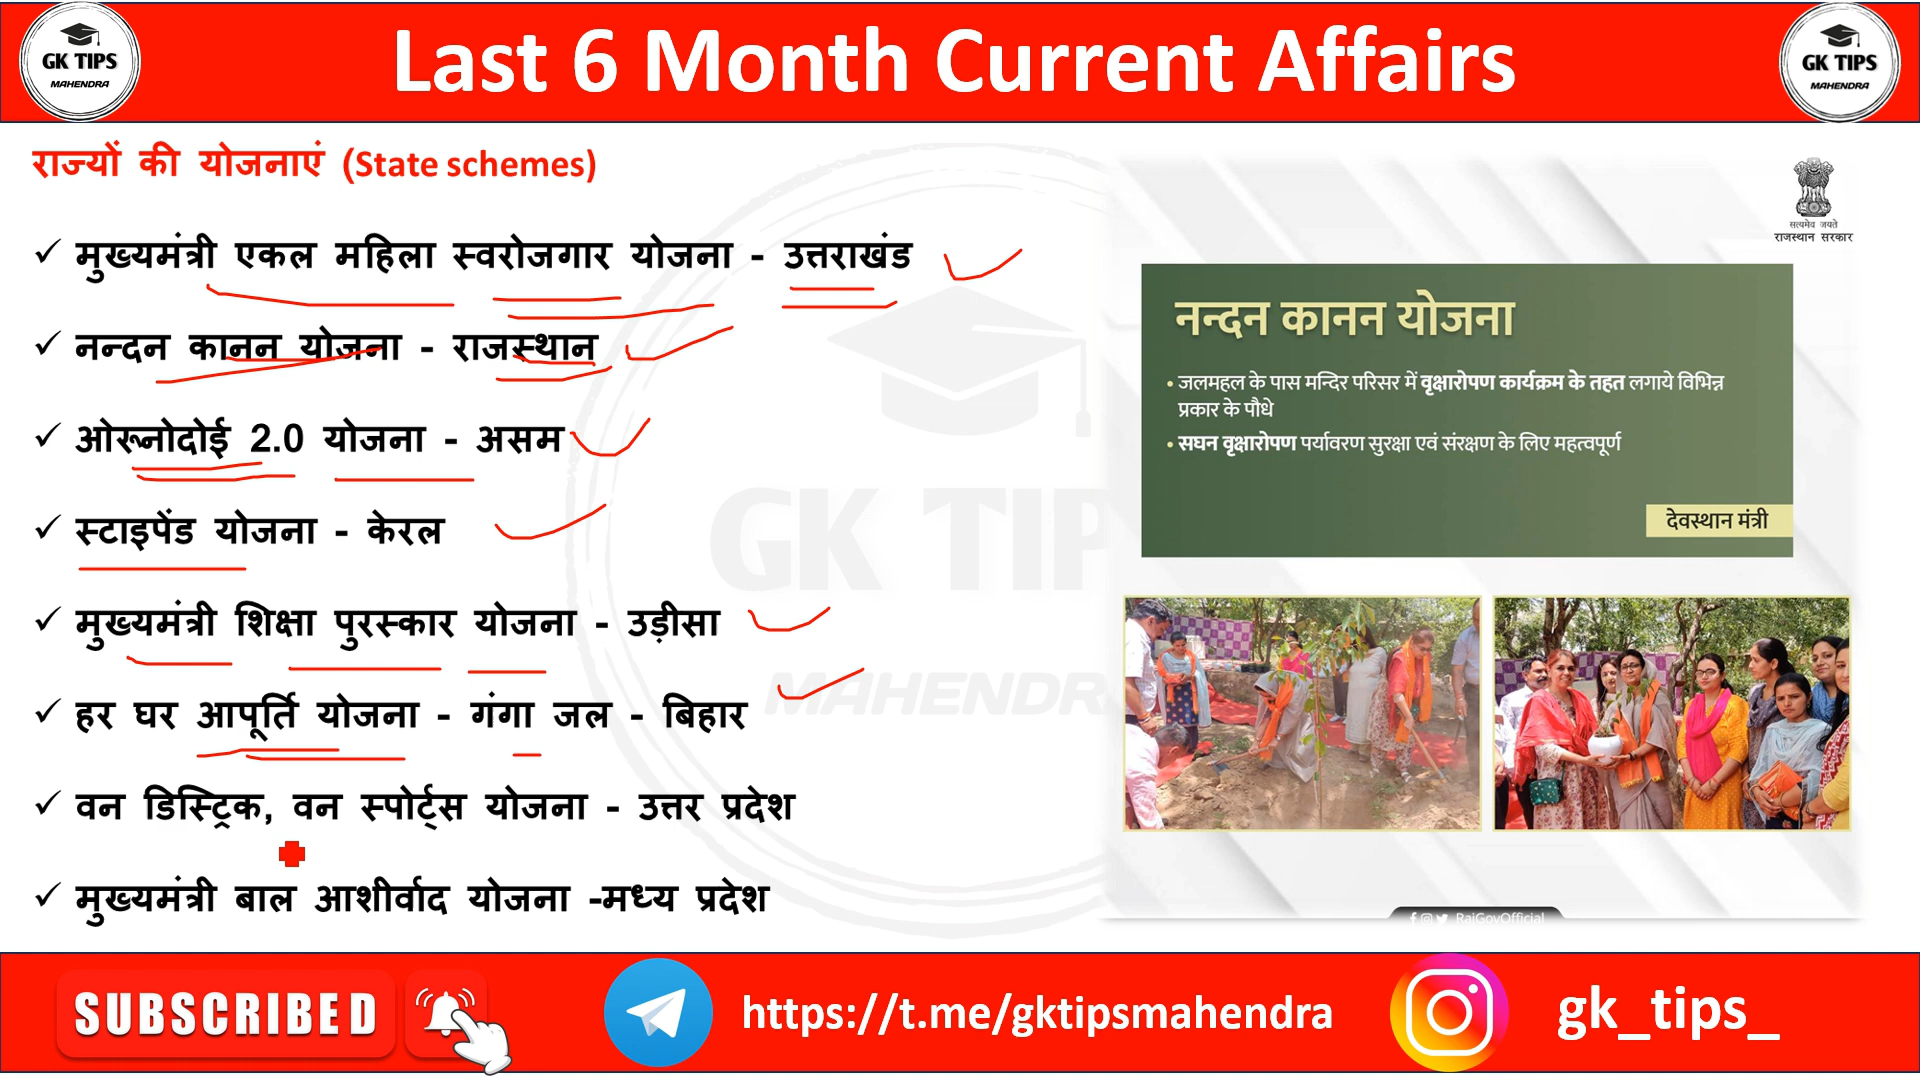 GK TIPS
MAHENDRA
Last 6 Month Current Affairs
GK TIPS
MAHENDRA
राज्यों की योजनाएं (State schemes)
✓ मुख्यमंत्री एकल महिला स्वरोजगार योजना - उत्तराखंड
✓ नन्दन कानन योजना - राजस्थान
✓ ओरूनोदोई 2.0 योजना - असम
✓ स्टाइपेंड योजना - केरल
✓ मुख्यमंत्री शिक्षा पुरस्कार योजना - उड़ीसा
✓ हर घर आपूर्ति योजना - गंगा जल - बिहार
✓ वन डिस्ट्रिक, वन स्पोर्ट्स योजना - उत्तर प्रदेश
✓ मुख्यमंत्री बाल आशीर्वाद योजना -मध्य प्रदेश
GK TIP
MAHENDRA
सत्यमेव जयते
राजस्थान सरकार
नन्दन कानन योजना
• जलमहल के पास मन्दिर परिसर में वृक्षारोपण कार्यक्रम के तहत लगाये विभिन्न
प्रकार के पौधे
• सघन वृक्षारोपण पर्यावरण सुरक्षा एवं संरक्षण के लिए महत्वपूर्ण
देवस्थान मंत्री
RajGovOfficial
SUBSCRIBED
https://t.me/gktipsmahendra
gk_tips_